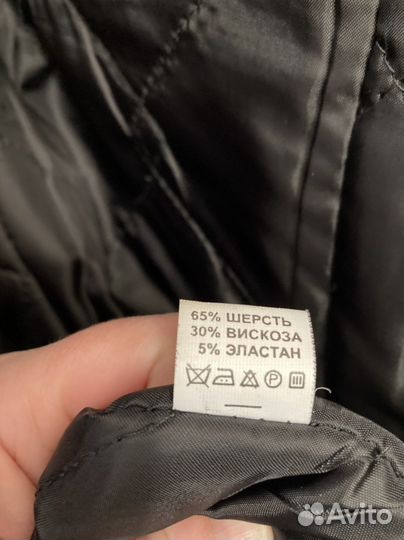 65% ШЕРСТЬ
30% ВИСКОЗА
5% ЭЛАСТАН
P
Avito